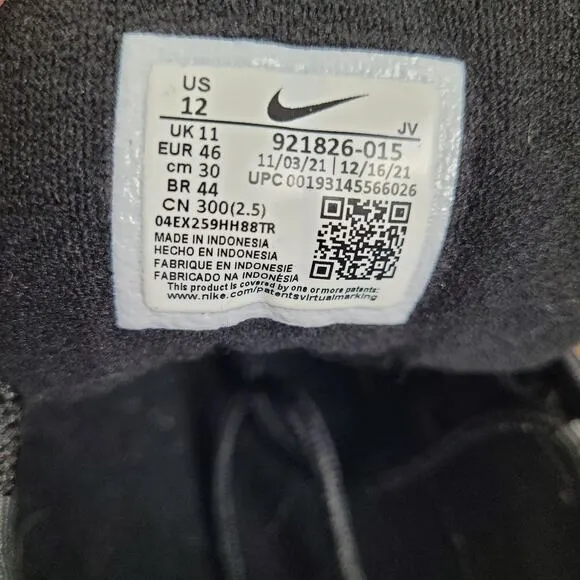 US
12
UK 11
EUR 46
cm 30
BR 44
CN 300(2.5)
JV
921826-015
11/03/21 | 12/16/21
UPC 00193145566026
04EX259HH88TR
MADE IN INDONESIA
HECHO EN INDONESIA
FABRIQUE EN INDONESIE
FABRICADO NA INDONÉSIA
This product is covered by one or more patents:
www.nike.com/patentsvirtualmarking